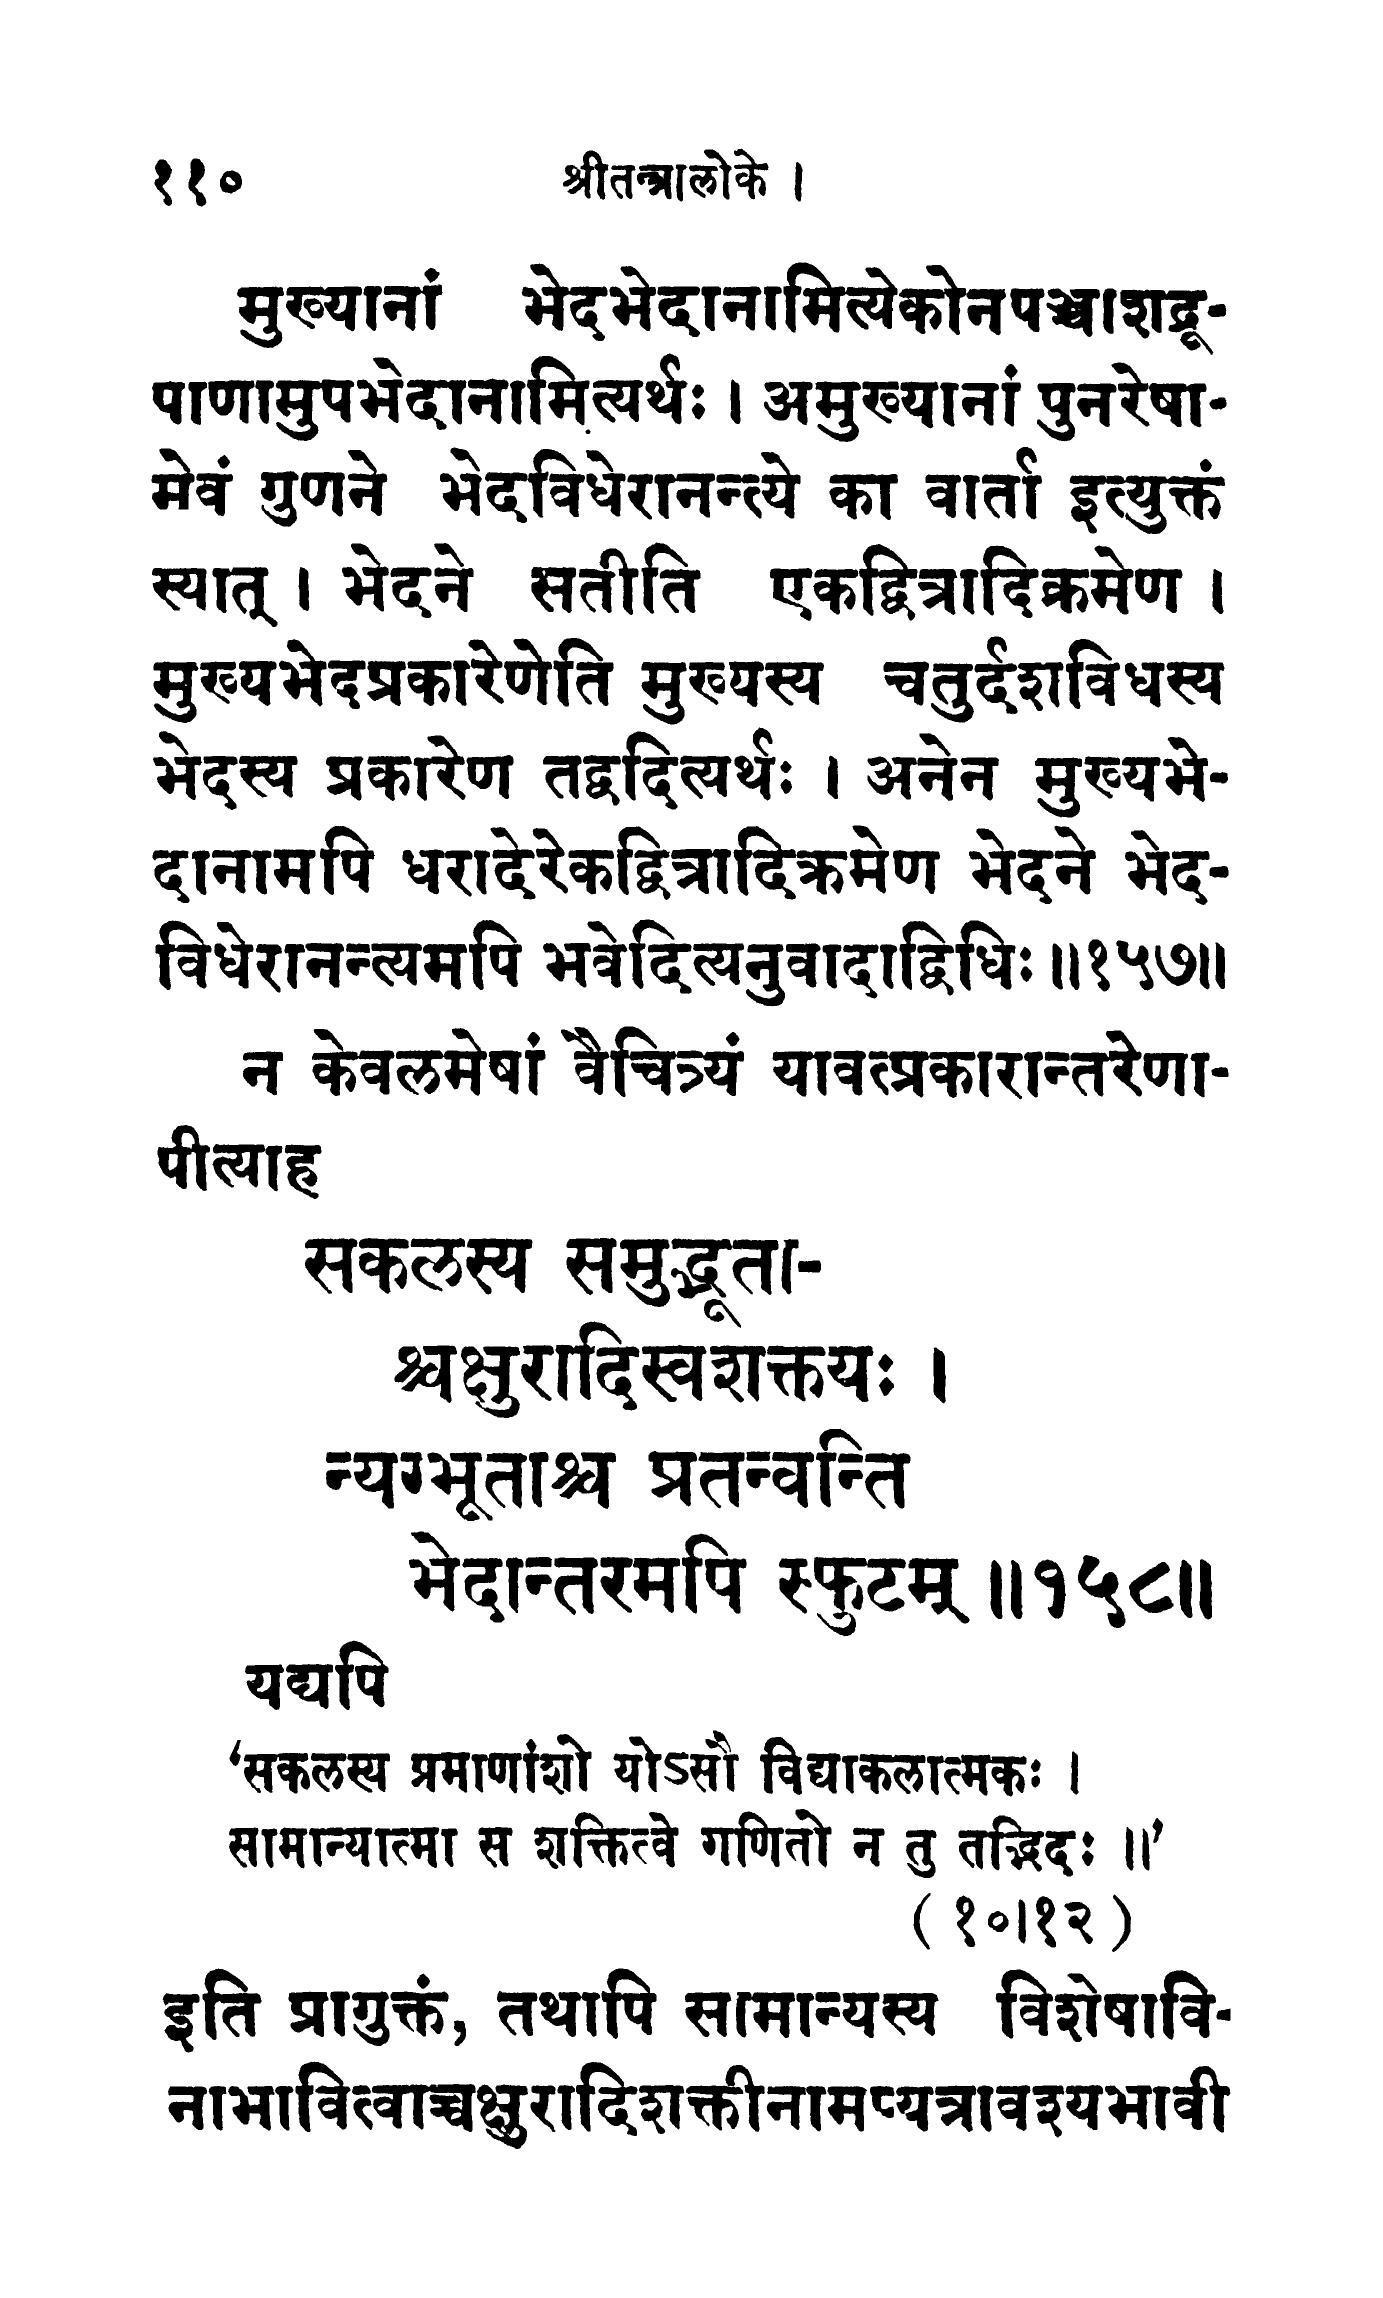 ११०
श्रीतन्त्रालोके ।
मुख्यानां भेदभेदानामित्येकोनपञ्चाशद्रू-
पाणामुपभेदानामित्यर्थः । अमुख्यानां पुनरेषा-
मेवं गुणने भेदविधेरानन्त्ये का वार्ता इत्युक्तं
स्यात् । भेदने सतीति एकद्वित्रादिक्रमेण ।
मुख्यभेदप्रकारेणेति मुख्यस्य चतुर्दशविधस्य
भेदस्य प्रकारेण तद्वदित्यर्थः । अनेन मुख्यभे-
दानामपि धरादेरेकद्वित्रादिक्रमेण भेदने भेद-
विधेरानन्त्यमपि भवेदित्यनुवादाद्विधिः ॥१५७॥
न केवलमेषां वैचित्र्यं यावत्प्रकारान्तरेणा-
पीत्याह
सकलस्य समुद्भूता-
श्चक्षुरादिस्वशक्तयः ।
न्यग्भूताश्च प्रतन्वन्ति
भेदान्तरमपि स्फुटम् ॥१५८॥
यद्यपि
‘सकलस्य प्रमाणांशो योऽसौ विद्याकलात्मकः ।
सामान्यात्मा स शक्तित्वे गणितो न तु तद्भिदः ॥’
( १०।१२ )
इति प्रागुक्तं, तथापि सामान्यस्य विशेषावि-
नाभावित्वाच्चक्षुरादिशक्तीनामप्यत्रावश्यभावी